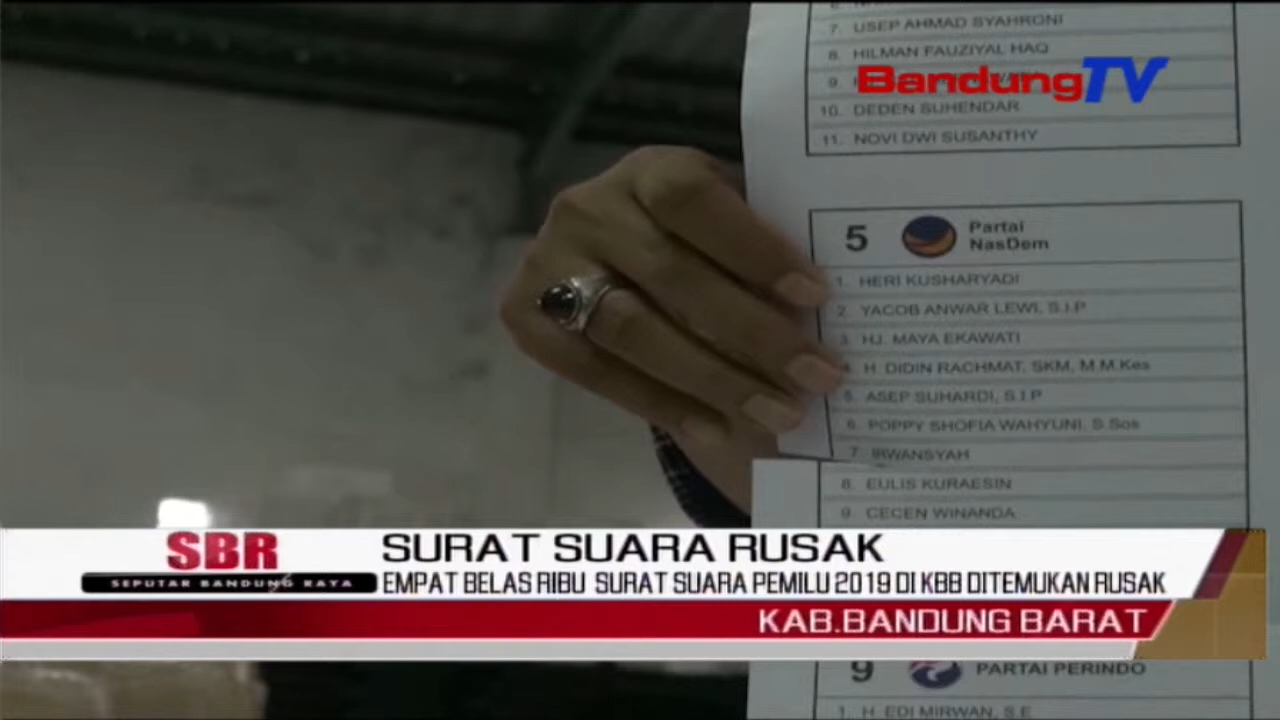 7. USEP AHMAD SYAHRONI
8. HILMAN FAUZIYAL HAQ
9.
BandungTV
10. DEDEN SUHENDAR
11. NOVI DWI SUSANTHY
5 Partai
NasDem
1. HERI KUSHARYADI
2. YACOB ANWAR LEWI, S.I.P
3. HJ. MAYA EKAWATI
4. H. DIDIN RACHMAT, SKM, M.M.Kes
5. ASEP SUHARDI, S.I.P
6. POPPY SHOFIA WAHYUNI, S.Sos
7. IRWANSYAH
8. EULIS KURAESIN
9. CECEN WINANDA
SBR
SEPUTAR BANDUNG RAYA
SURAT SUARA RUSAK
EMPAT BELAS RIBU SURAT SUARA PEMILU 2019 DI KBB DITEMUKAN RUSAK
KAB.BANDUNG BARAT
9 PARTAI PERINDO
1. H. EDI MIRWAN, S.E